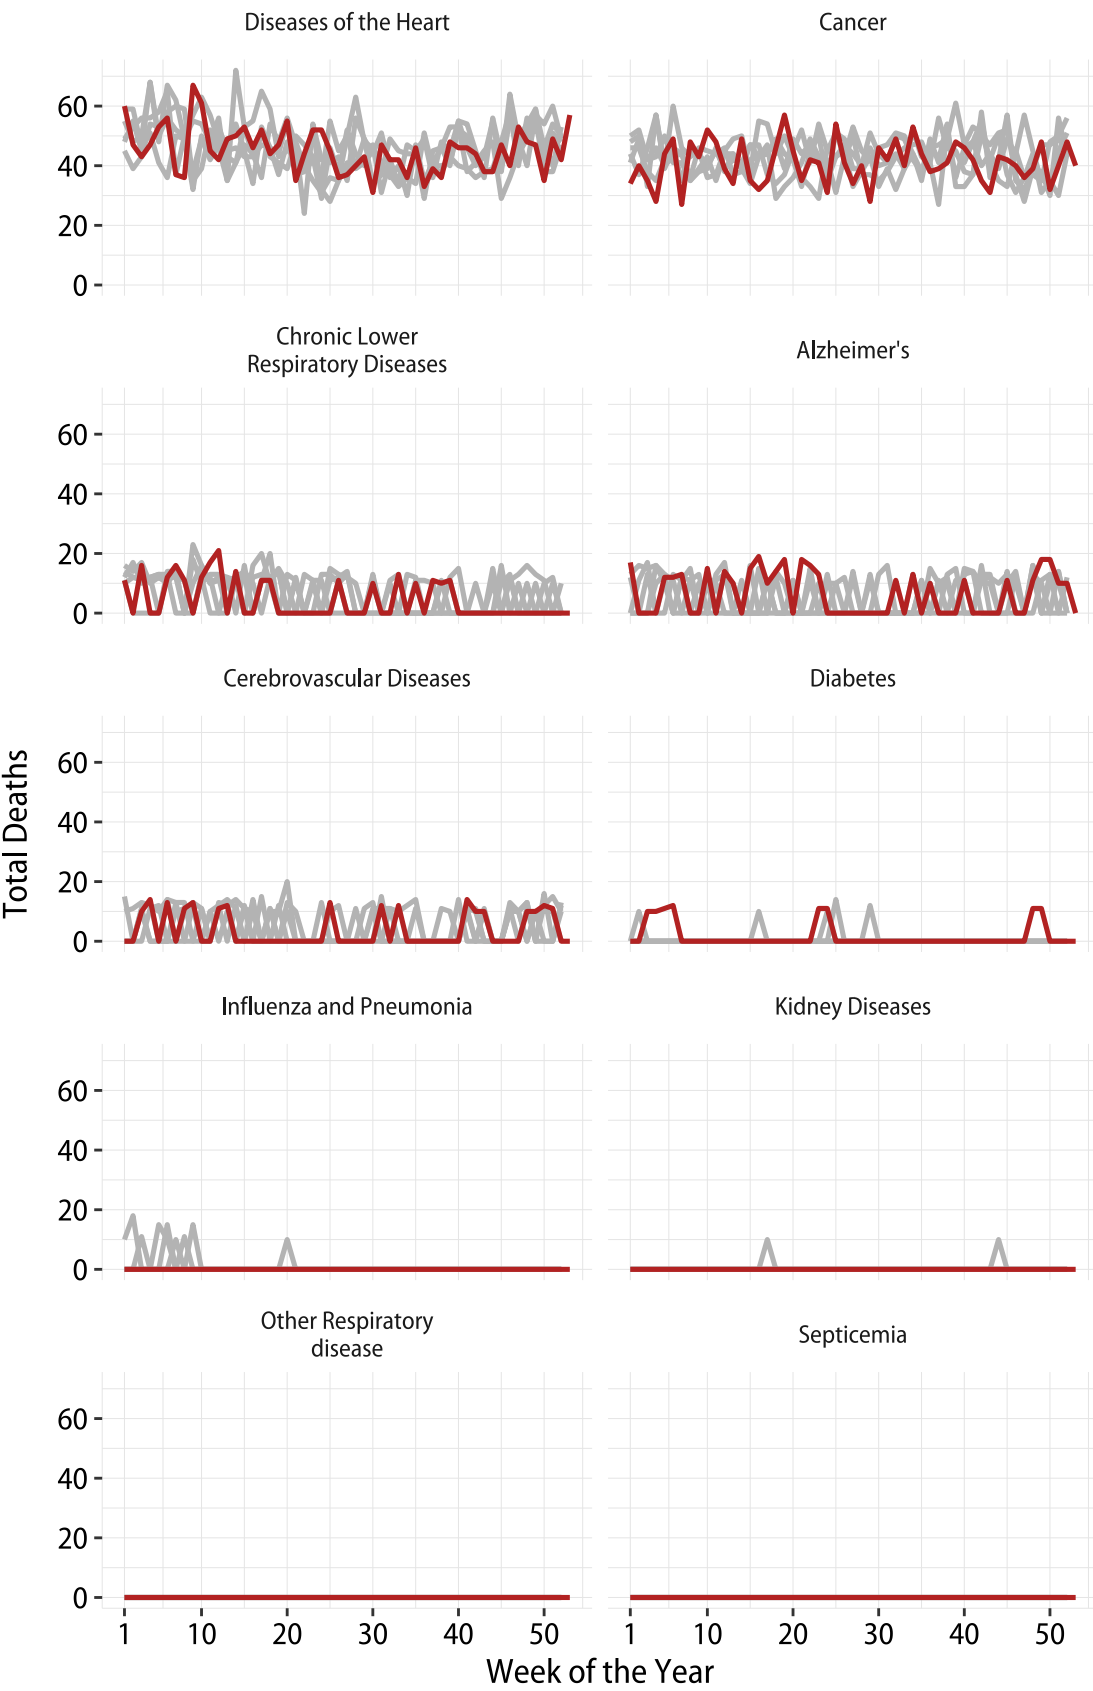 Diseases of the Heart
Cancer
60
40
20
0
Chronic Lower
Respiratory Diseases
Alzheimer's
60
40
20
0
Cerebrovascular Diseases
Diabetes
60
40
20
0
Total Deaths
Influenza and Pneumonia
Kidney Diseases
60
40
20
0
Other Respiratory
disease
Septicemia
60
40
20
0
1 10 20 30 40 50
1 10 20 30 40 50
Week of the Year